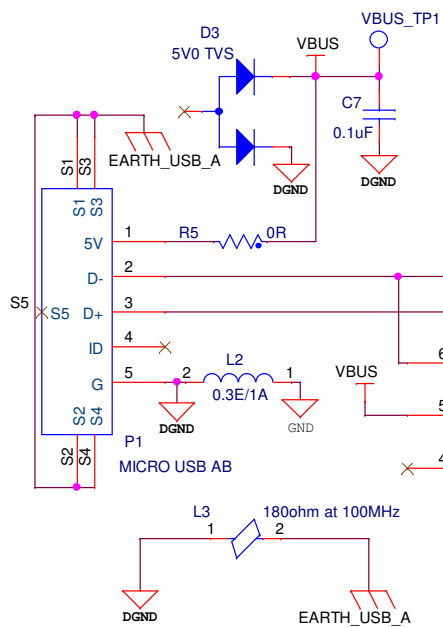 D3
5V0 TVS
VBUS
VBUS_TP1
C7
0.1uF
DGND
DGND
EARTH_USB_A
S1
S3
S1
S3
R5
0R
5V
1
D-
2
S5
S5
D+
3
ID
4
6
G
5
2
L2
1
VBUS
0.3E/1A
5
DGND
GND
S2
S4
P1
S2
S4
MICRO USB AB
4
L3
180ohm at 100MHz
1
2
DGND
EARTH_USB_A